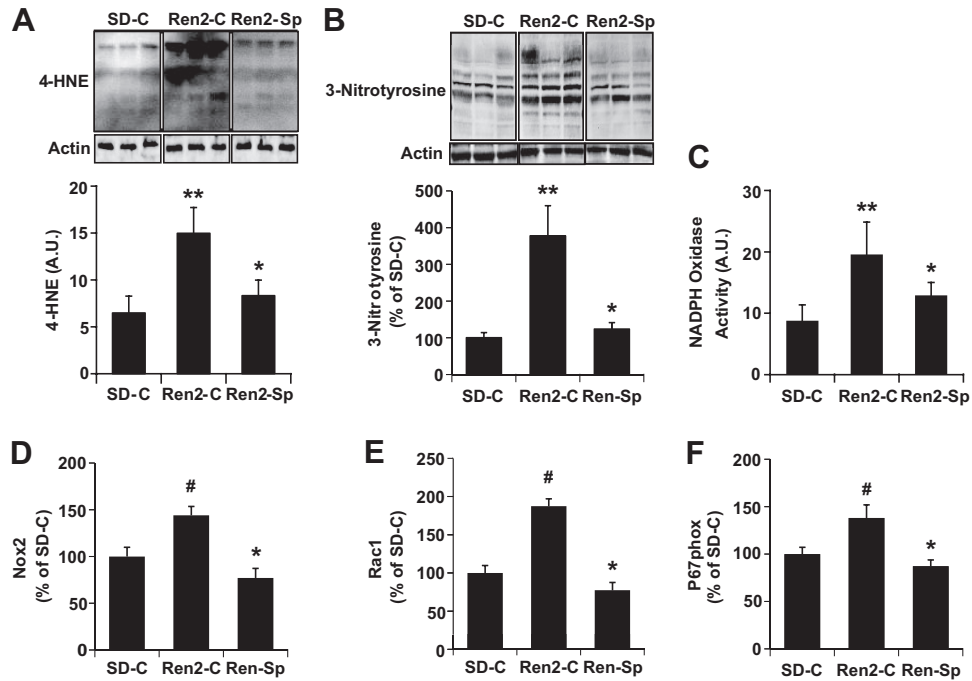 A
SD-C Ren2-C Ren2-Sp
4-HNE
Actin
20
15
10
5
0
4-HNE (A.U.)
**
*
SD-C Ren2-C Ren2-Sp
B
SD-C Ren2-C Ren2-Sp
3-Nitrotyrosine
Actin
500
400
300
200
100
0
3-Nitrotyrosine
(% of SD-C)
**
*
SD-C Ren2-C Ren-Sp
C
30
20
10
0
NADPH Oxidase
Activity (A.U.)
**
*
SD-C Ren2-C Ren2-Sp
D
200
150
100
50
0
Nox2
(% of SD-C)
#
*
SD-C Ren2-C Ren-Sp
E
250
200
150
100
50
0
Rac1
(% of SD-C)
#
*
SD-C Ren2-C Ren-Sp
F
200
150
100
50
0
P67phox
(% of SD-C)
#
*
SD-C Ren2-C Ren-Sp